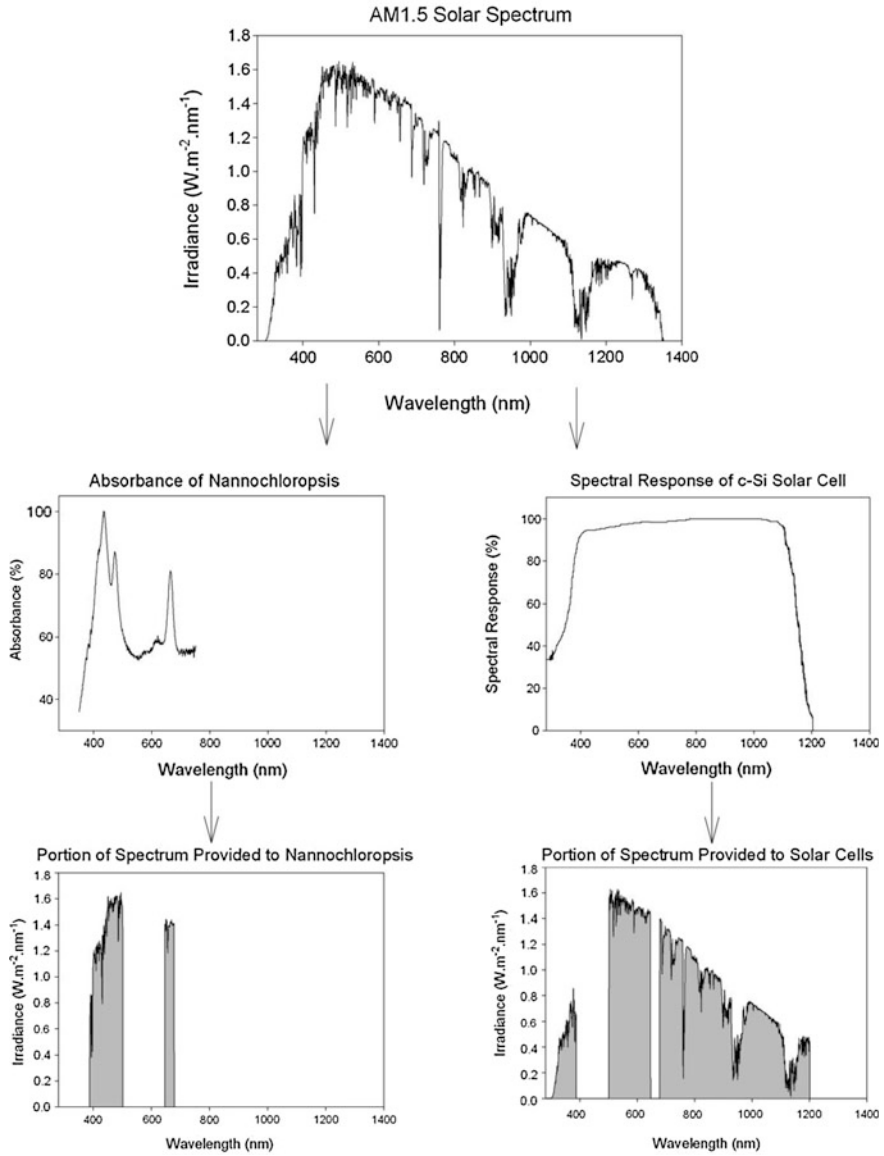 AM1.5 Solar Spectrum
Irradiance (W.m⁻².nm⁻¹)
1.8
1.6
1.4
1.2
1.0
0.8
0.6
0.4
0.2
0.0
400 600 800 1000 1200 1400
Wavelength (nm)
Absorbance of Nannochloropsis
Absorbance (%)
100
80
60
40
400 600 800 1000 1200 1400
Wavelength (nm)
Spectral Response of c-Si Solar Cell
Spectral Response (%)
100
80
60
40
20
0
400 600 800 1000 1200 1400
Wavelength (nm)
Portion of Spectrum Provided to Nannochloropsis
Irradiance (W.m⁻².nm⁻¹)
1.8
1.6
1.4
1.2
1.0
0.8
0.6
0.4
0.2
0.0
400 600 800 1000 1200 1400
Wavelength (nm)
Portion of Spectrum Provided to Solar Cells
Irradiance (W.m⁻².nm⁻¹)
1.8
1.6
1.4
1.2
1.0
0.8
0.6
0.4
0.2
0.0
400 600 800 1000 1200 1400
Wavelength (nm)